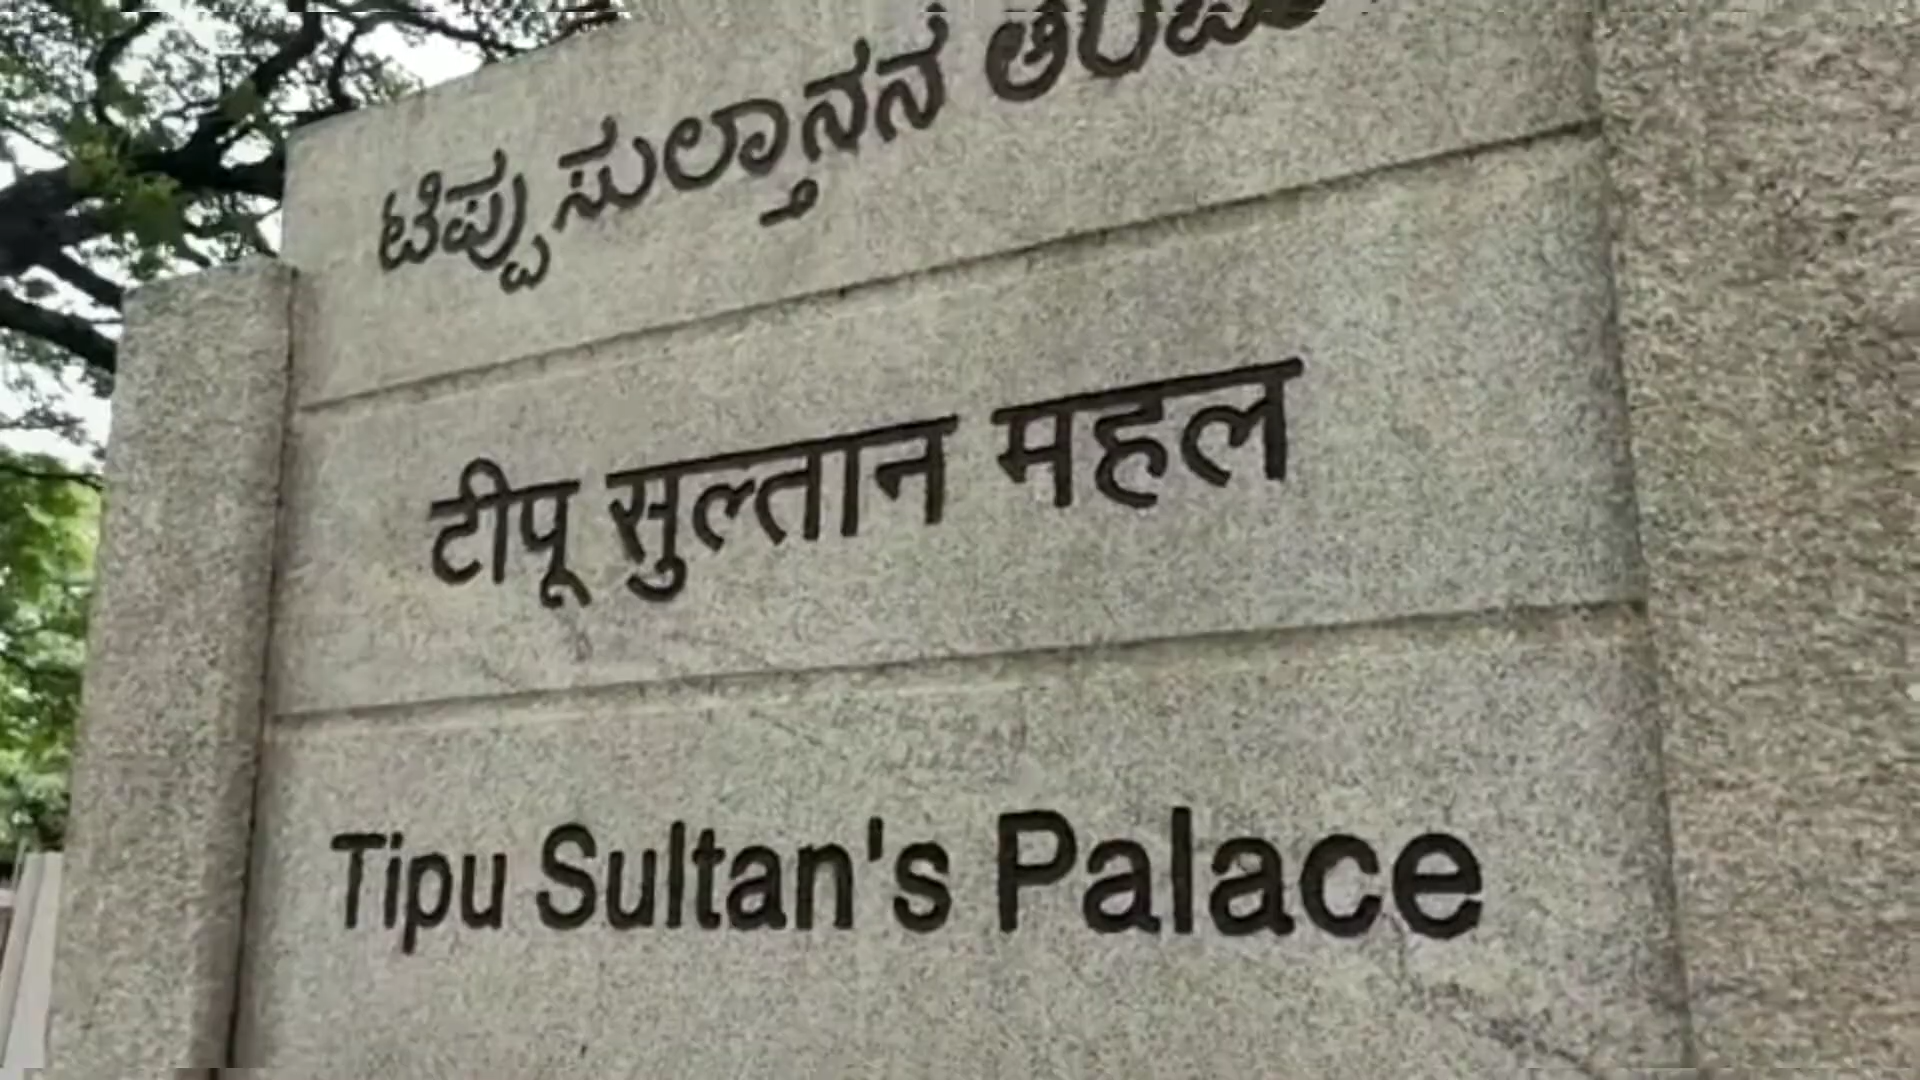 ಟಿಪ್ಪು ಸುಲ್ತಾನನ
टीपू सुल्तान महल
Tipu Sultan's Palace